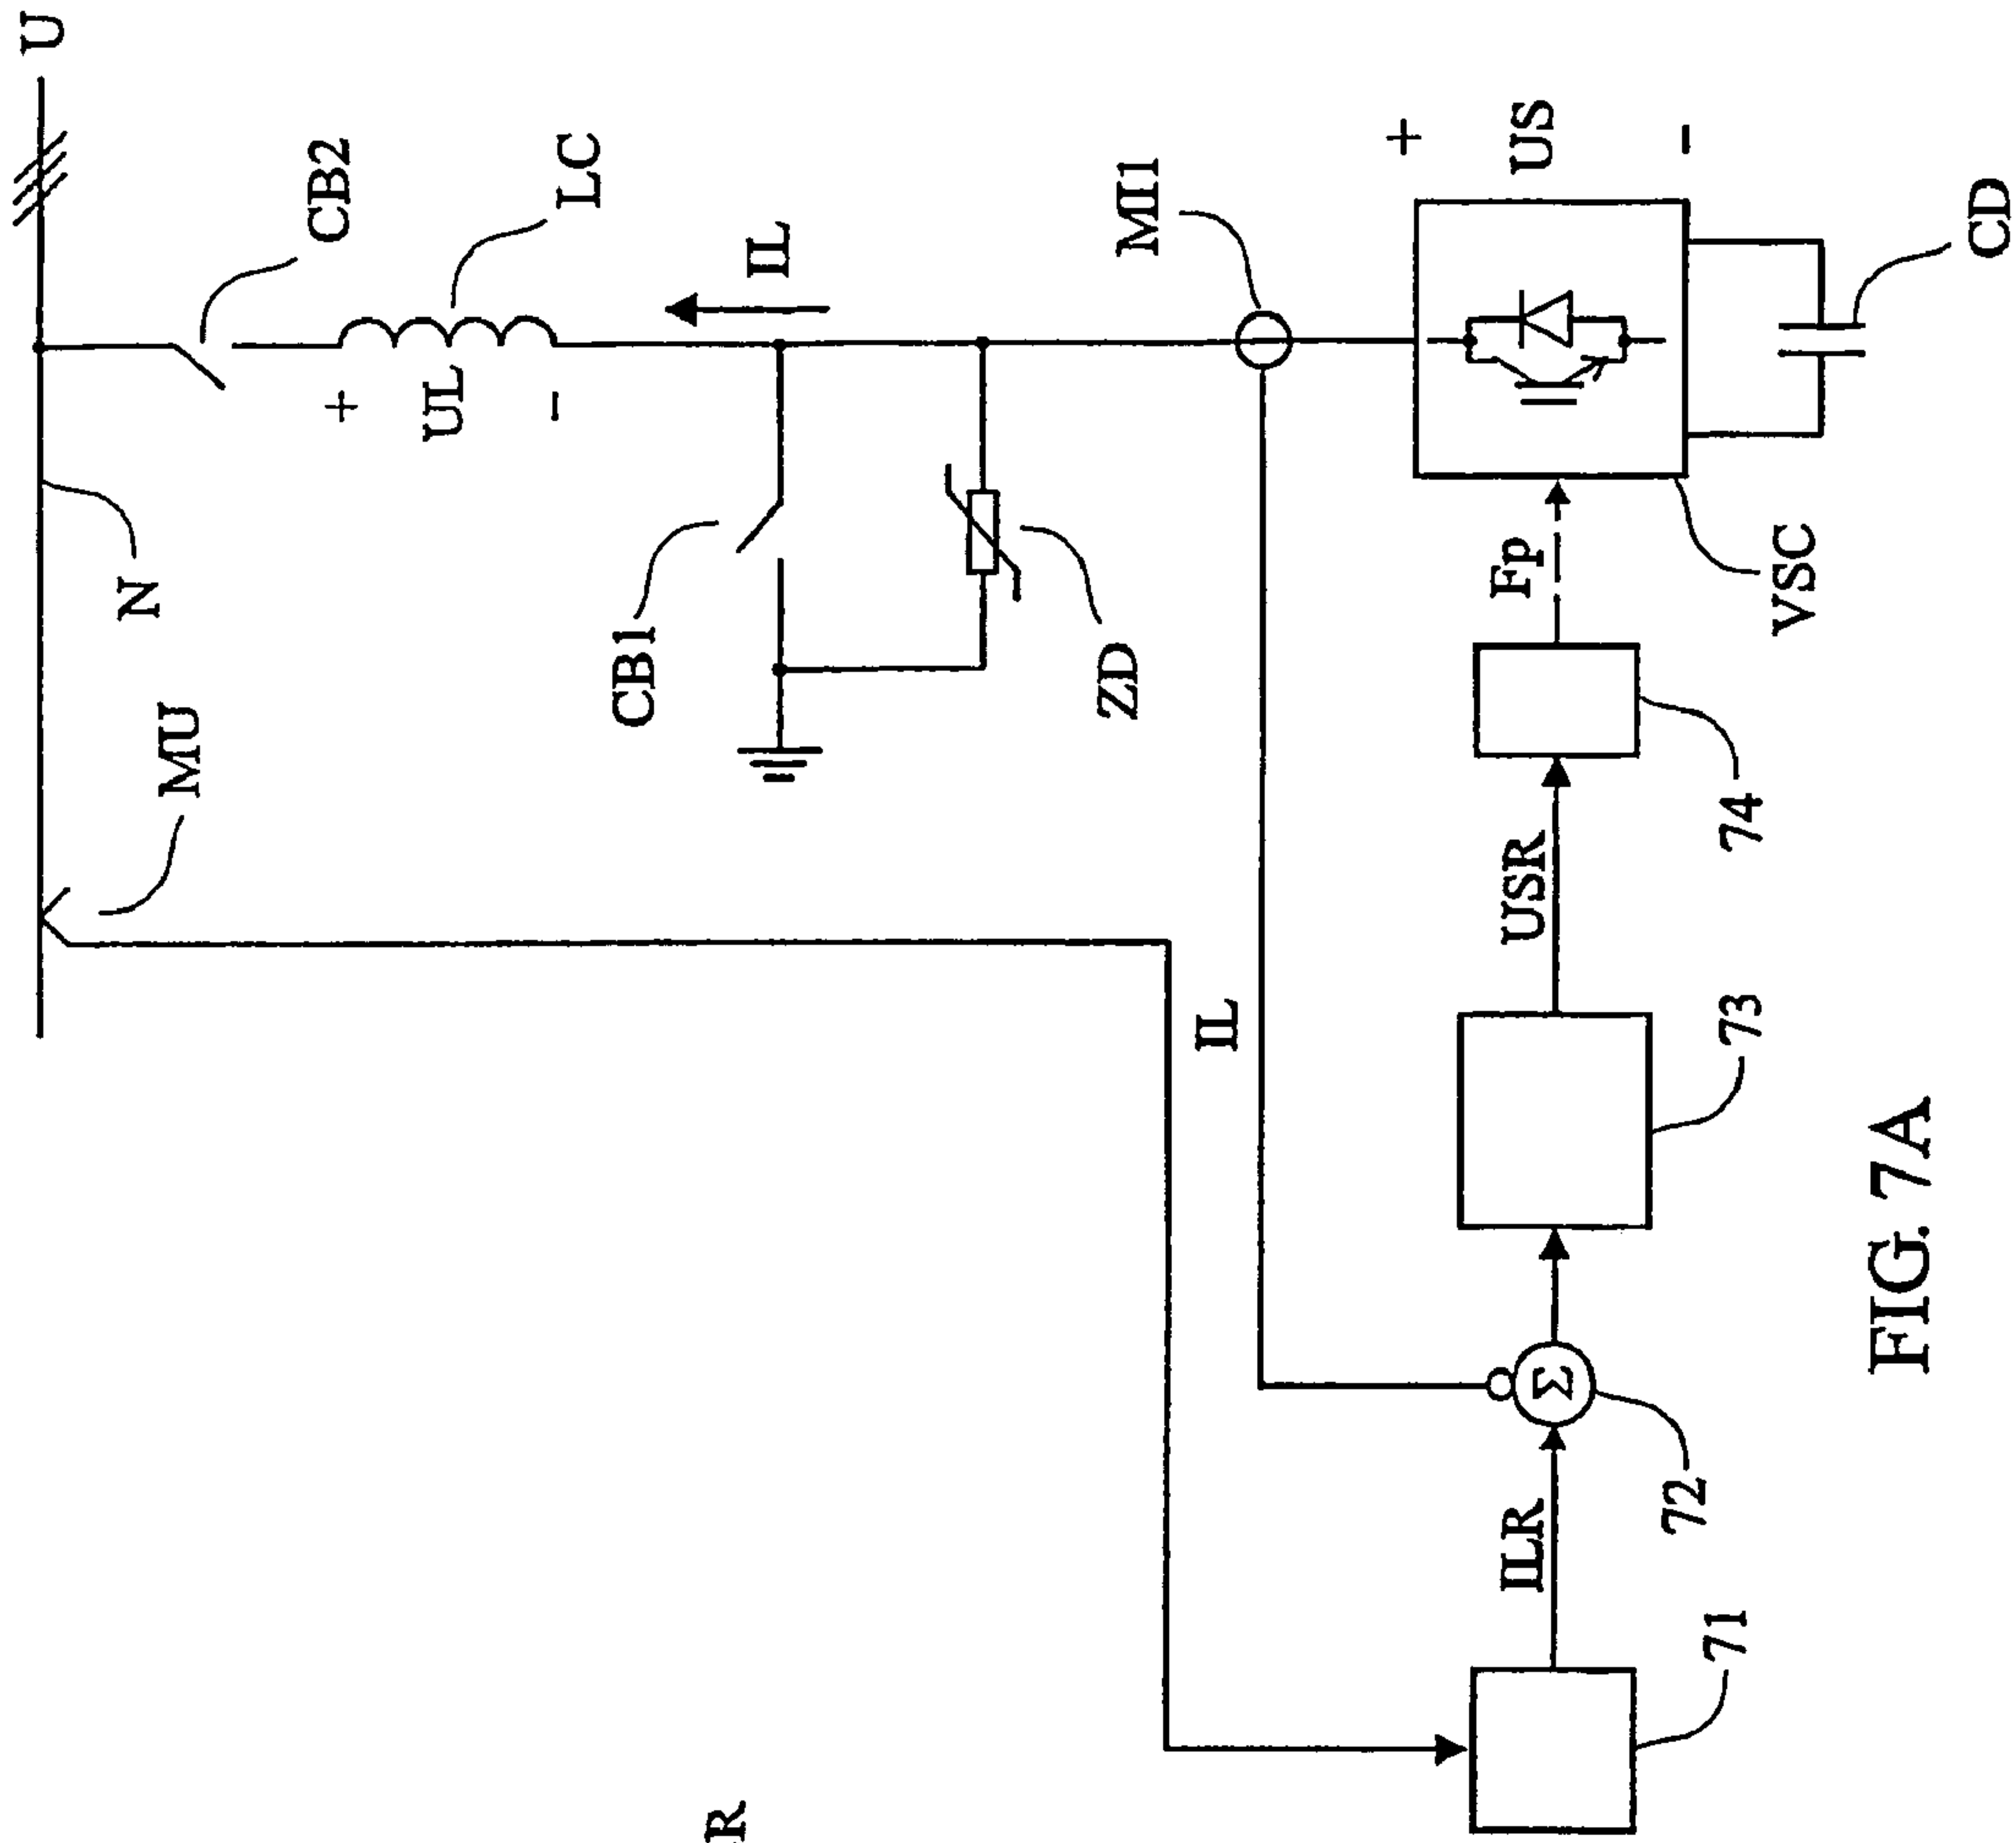 U
N
MU
CB2
LC
+
UL
-
IL
CB1
ZD
MI1
IL
+
US
-
Fp
VSC
CD
USR
74
73
Σ
72
ILR
71
R
FIG. 7A